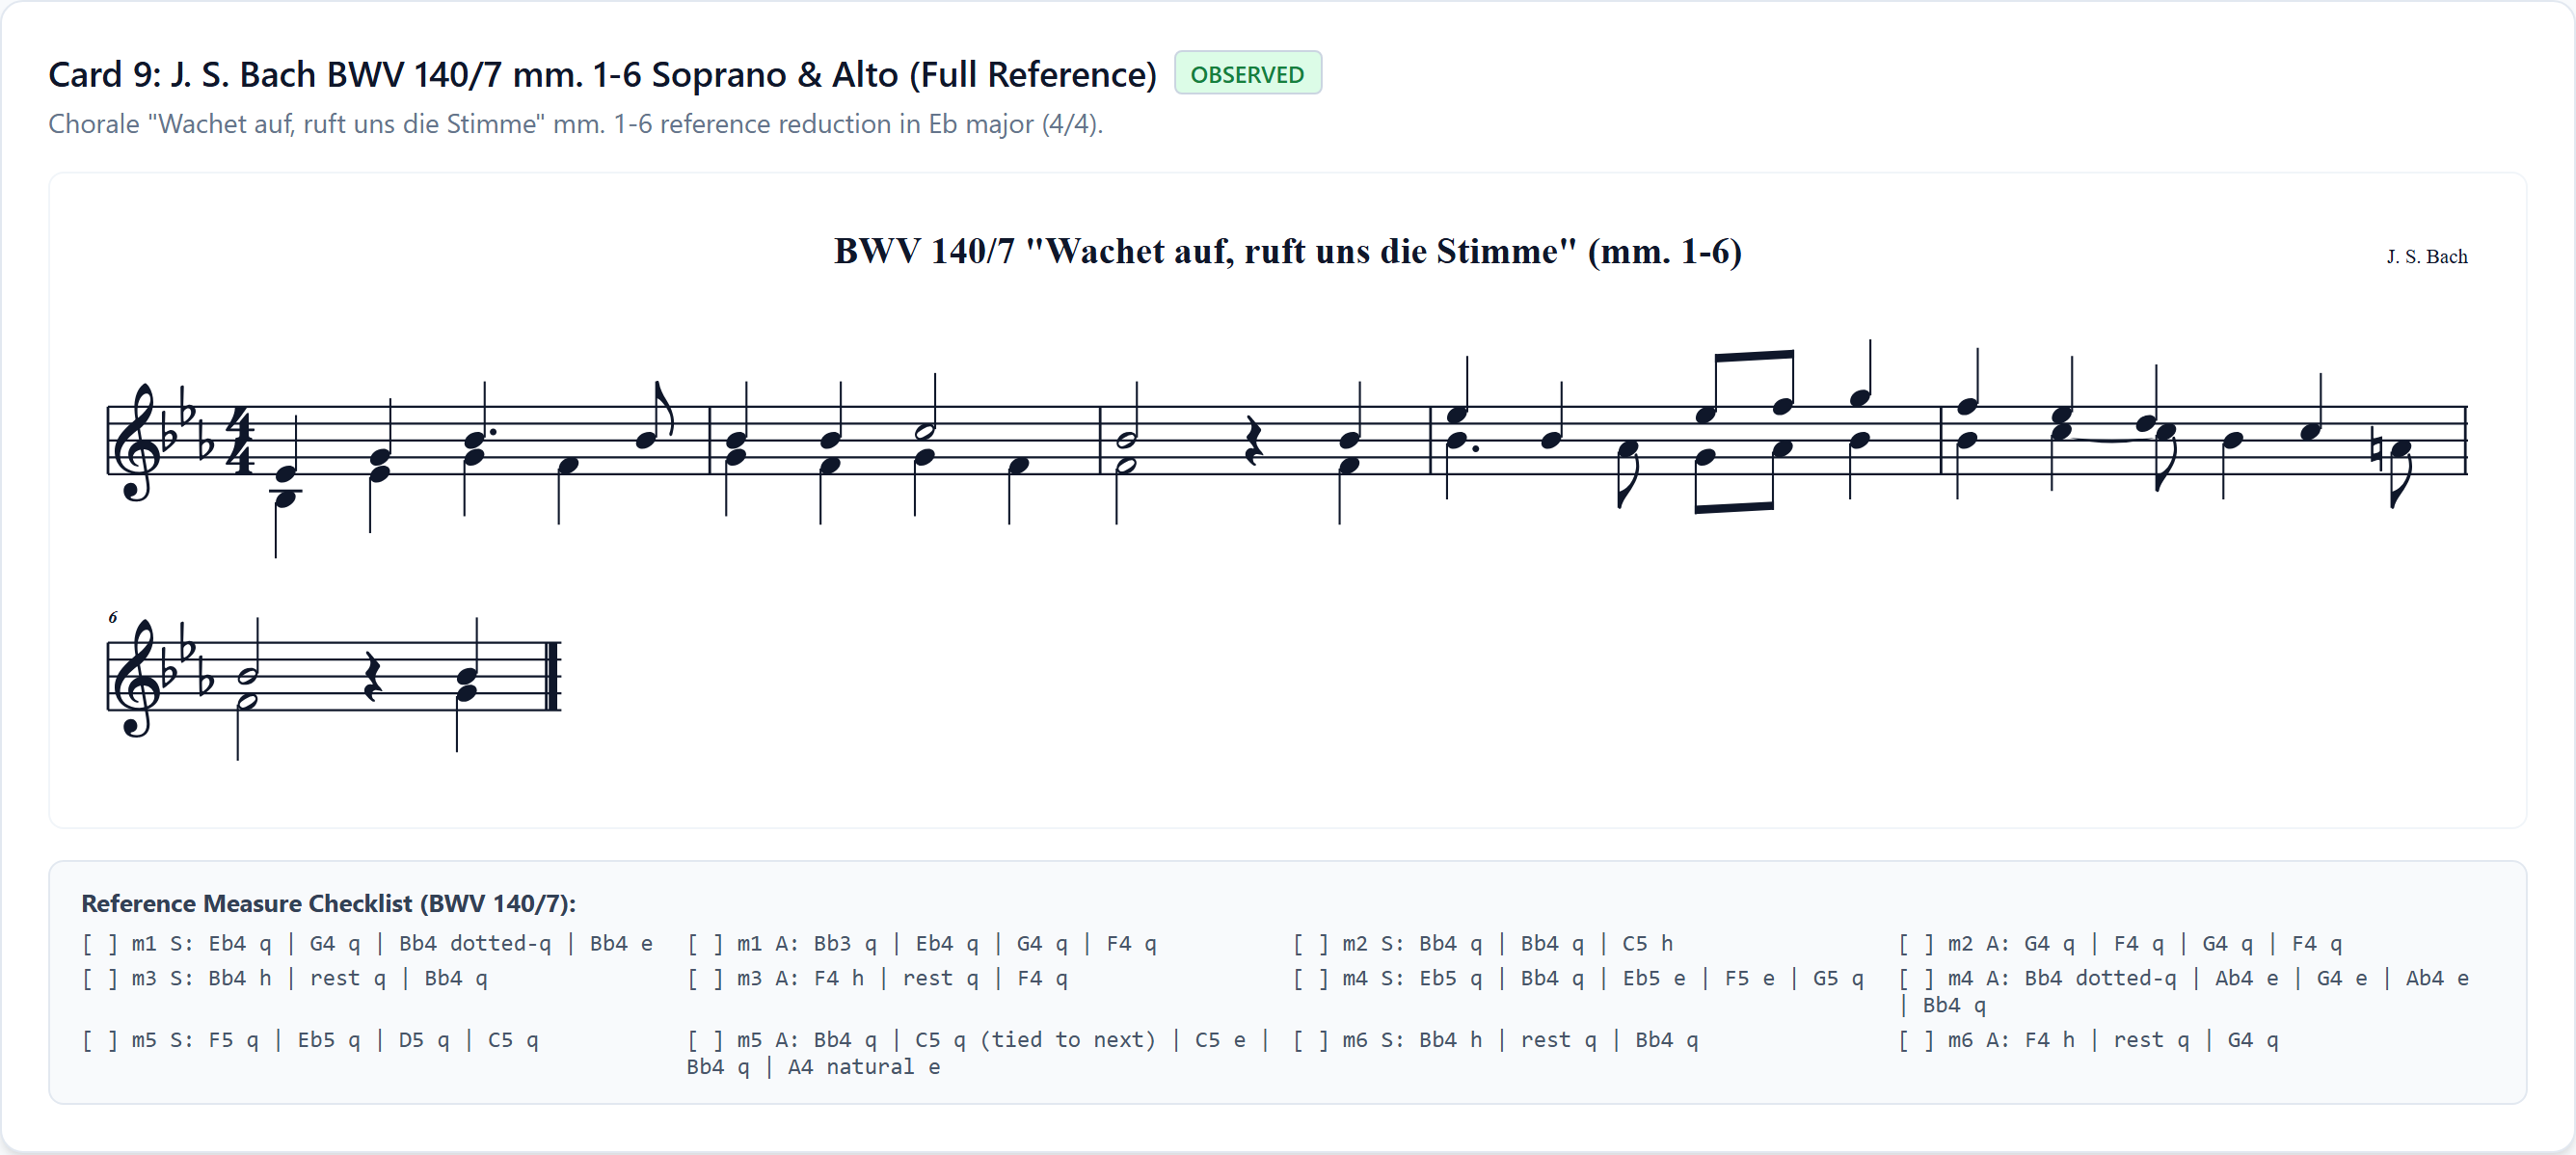 Card 9: J. S. Bach BWV 140/7 mm. 1-6 Soprano & Alto (Full Reference) OBSERVED
Chorale "Wachet auf, ruft uns die Stimme" mm. 1-6 reference reduction in Eb major (4/4).
BWV 140/7 "Wachet auf, ruft uns die Stimme" (mm. 1-6)
J. S. Bach
4
4
6
Reference Measure Checklist (BWV 140/7):
[ ] m1 S: Eb4 q | G4 q | Bb4 dotted-q | Bb4 e
[ ] m1 A: Bb3 q | Eb4 q | G4 q | F4 q
[ ] m2 S: Bb4 q | Bb4 q | C5 h
[ ] m2 A: G4 q | F4 q | G4 q | F4 q
[ ] m3 S: Bb4 h | rest q | Bb4 q
[ ] m3 A: F4 h | rest q | F4 q
[ ] m4 S: Eb5 q | Bb4 q | Eb5 e | F5 e | G5 q
[ ] m4 A: Bb4 dotted-q | Ab4 e | G4 e | Ab4 e
| Bb4 q
[ ] m5 S: F5 q | Eb5 q | D5 q | C5 q
[ ] m5 A: Bb4 q | C5 q (tied to next) | C5 e |
Bb4 q | A4 natural e
[ ] m6 S: Bb4 h | rest q | Bb4 q
[ ] m6 A: F4 h | rest q | G4 q